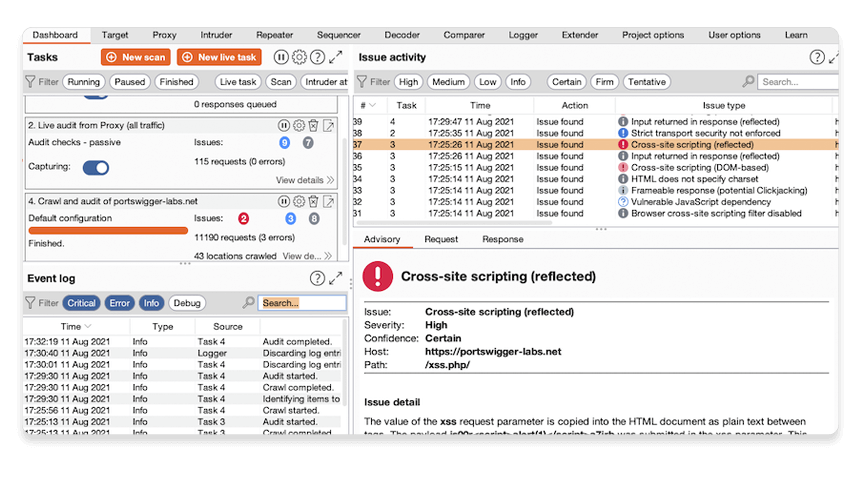 Dashboard Target Proxy Intruder Repeater Sequencer Decoder Comparer Logger Extender Project options User options Learn
Tasks
New scan
New live task
Filter Running Paused Finished Live task Scan Intruder at
0 responses queued
2. Live audit from Proxy (all traffic)
Audit checks - passive
Issues: 9 7
Capturing:
115 requests (0 errors)
View details
4. Crawl and audit of portswigger-labs.net
Default configuration
Issues: 2 3 8
11190 requests (3 errors)
Finished.
43 locations crawled View de...
Event log
Filter Critical Error Info Debug Search...
Time Type Source
17:32:19 11 Aug 2021 Info Task 4 Audit completed.
17:30:40 11 Aug 2021 Info Logger Discarding log entri
17:30:01 11 Aug 2021 Info Task 4 Discarding log entri
17:29:30 11 Aug 2021 Info Task 4 Audit started.
17:29:30 11 Aug 2021 Info Task 4 Crawl completed.
17:29:30 11 Aug 2021 Info Task 4 Identifying items to
17:25:56 11 Aug 2021 Info Task 4 Crawl started.
17:25:13 11 Aug 2021 Info Task 3 Audit started.
17:25:13 11 Aug 2021 Info Task 3 Crawl completed.
Issue activity
Filter High Medium Low Info Certain Firm Tentative Search...
# Task Time Action Issue type
39 4 17:29:47 11 Aug 2021 Issue found Input returned in response (reflected)
38 2 17:25:35 11 Aug 2021 Issue found Strict transport security not enforced
37 3 17:25:26 11 Aug 2021 Issue found Cross-site scripting (reflected)
36 3 17:25:26 11 Aug 2021 Issue found Input returned in response (reflected)
35 3 17:25:15 11 Aug 2021 Issue found Cross-site scripting (DOM-based)
34 3 17:25:14 11 Aug 2021 Issue found HTML does not specify charset
33 3 17:25:14 11 Aug 2021 Issue found Frameable response (potential Clickjacking)
32 3 17:25:14 11 Aug 2021 Issue found Vulnerable JavaScript dependency
31 3 17:25:14 11 Aug 2021 Issue found Browser cross-site scripting filter disabled
Advisory Request Response
Cross-site scripting (reflected)
Issue: Cross-site scripting (reflected)
Severity: High
Confidence: Certain
Host: https://portswigger-labs.net
Path: /xss.php/
Issue detail
The value of the xss request parameter is copied into the HTML document as plain text between
tags. The payload was submitted in the xss parameter. This